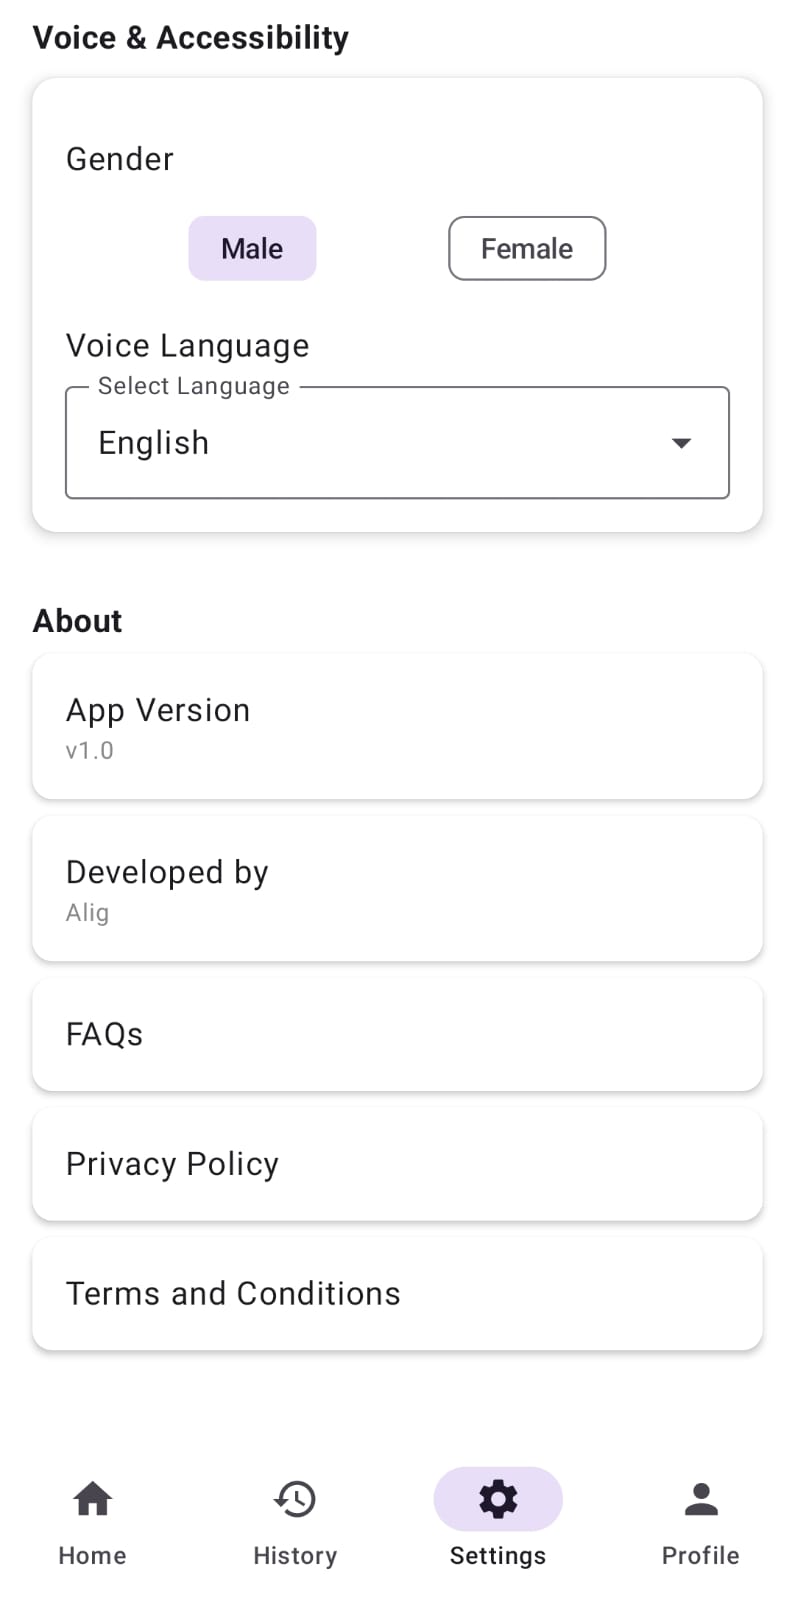 Voice & Accessibility
Gender
Male Female
Voice Language
Select Language
English
About
App Version
v1.0
Developed by
Alig
FAQs
Privacy Policy
Terms and Conditions
Home History Settings Profile